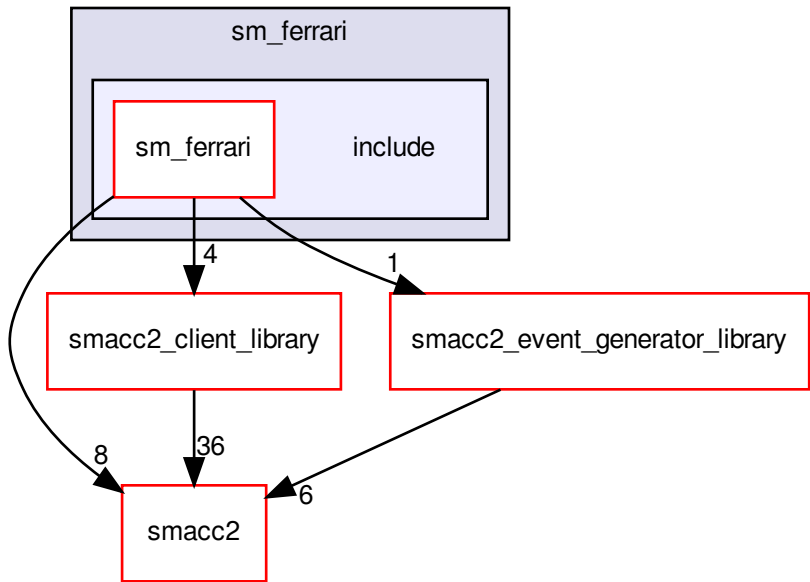 sm_ferrari
sm_ferrari
include
4
1
smacc2_client_library
smacc2_event_generator_library
8
36
6
smacc2